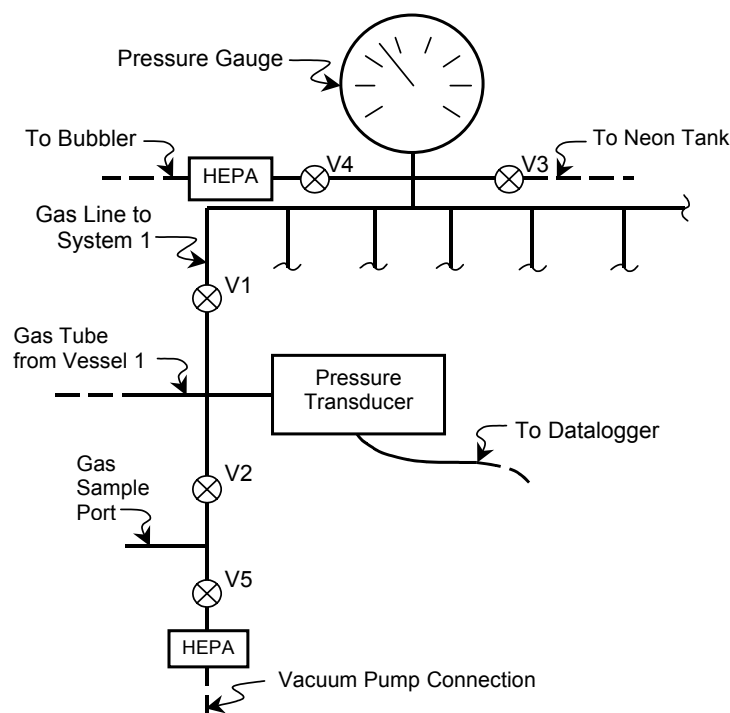 Pressure Gauge
To Bubbler
To Neon Tank
V4
V3
HEPA
Gas Line to
System 1
V1
Gas Tube
from Vessel 1
Pressure
Transducer
To Datalogger
Gas
Sample
Port
V2
V5
HEPA
Vacuum Pump Connection